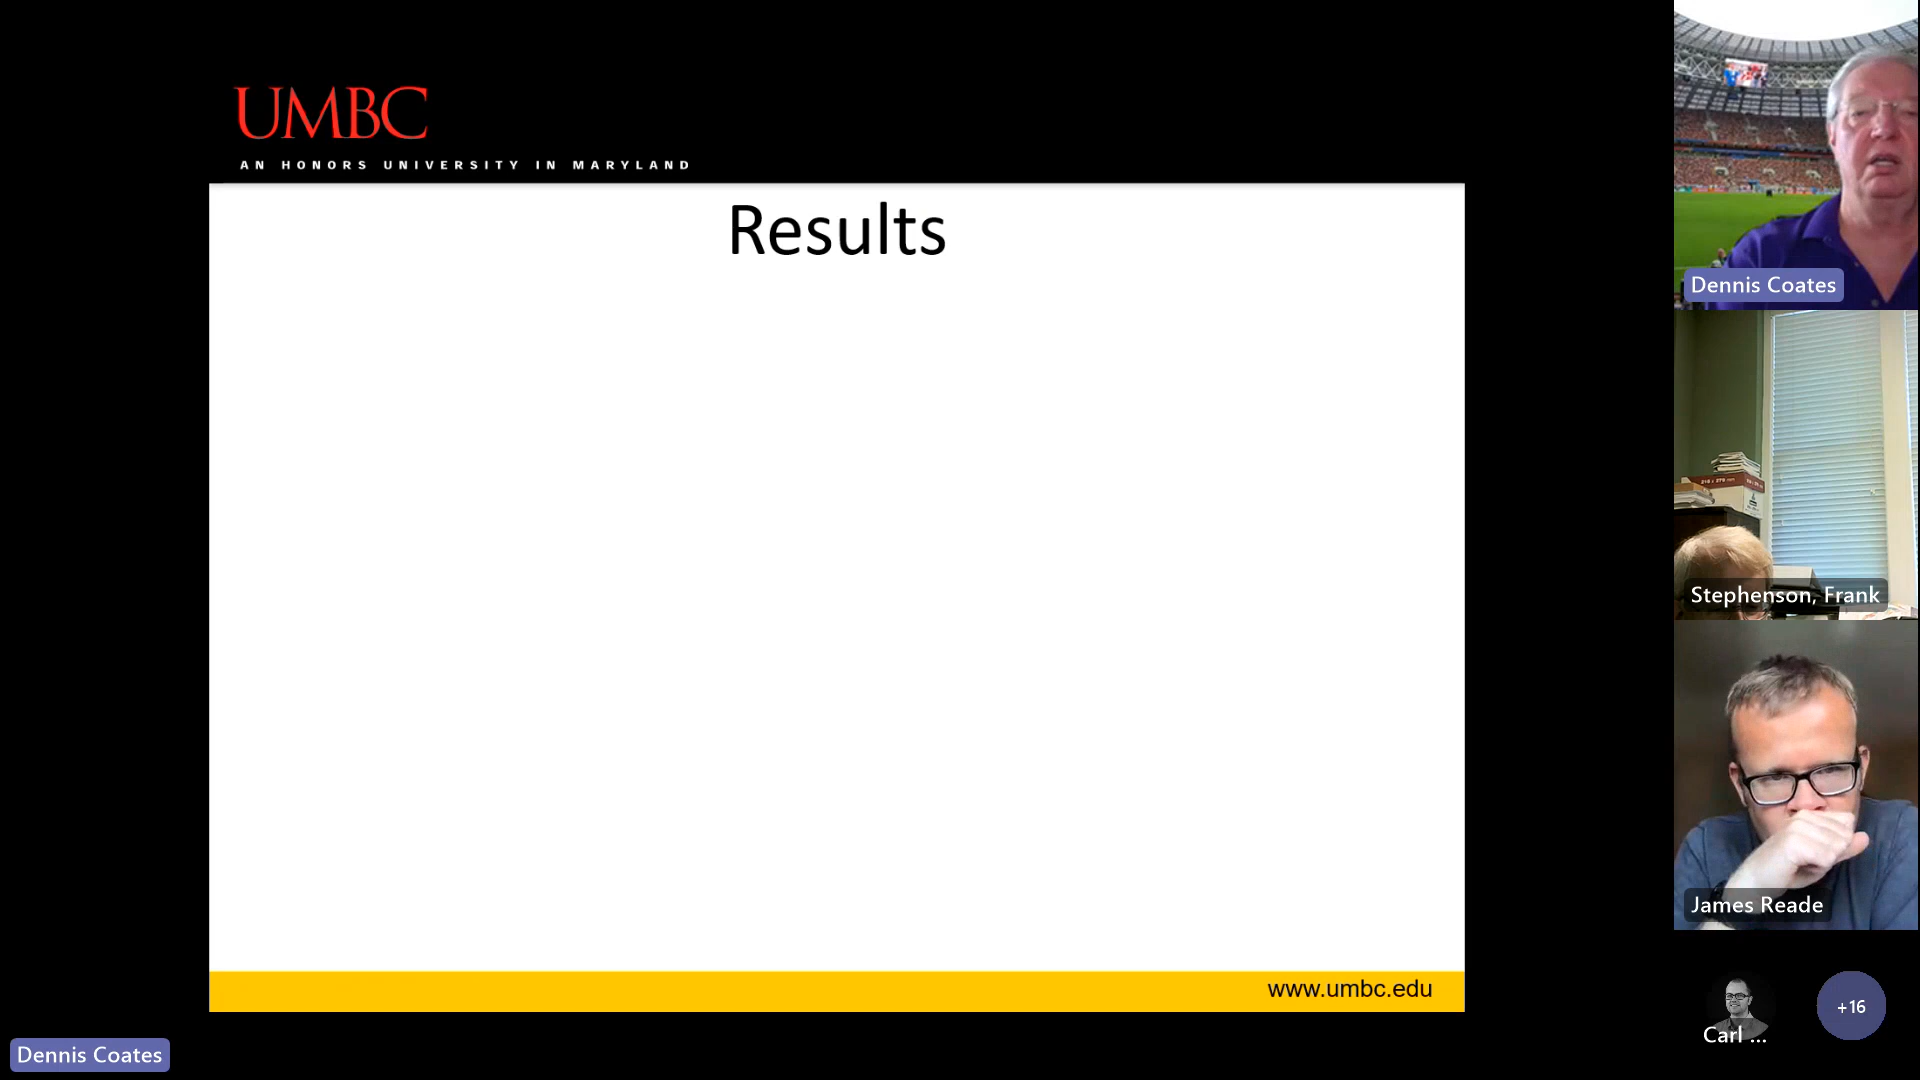 UMBC
AN HONORS UNIVERSITY IN MARYLAND
Results
www.umbc.edu
Dennis Coates
Dennis Coates
Stephenson, Frank
James Reade
Carl ...
+16